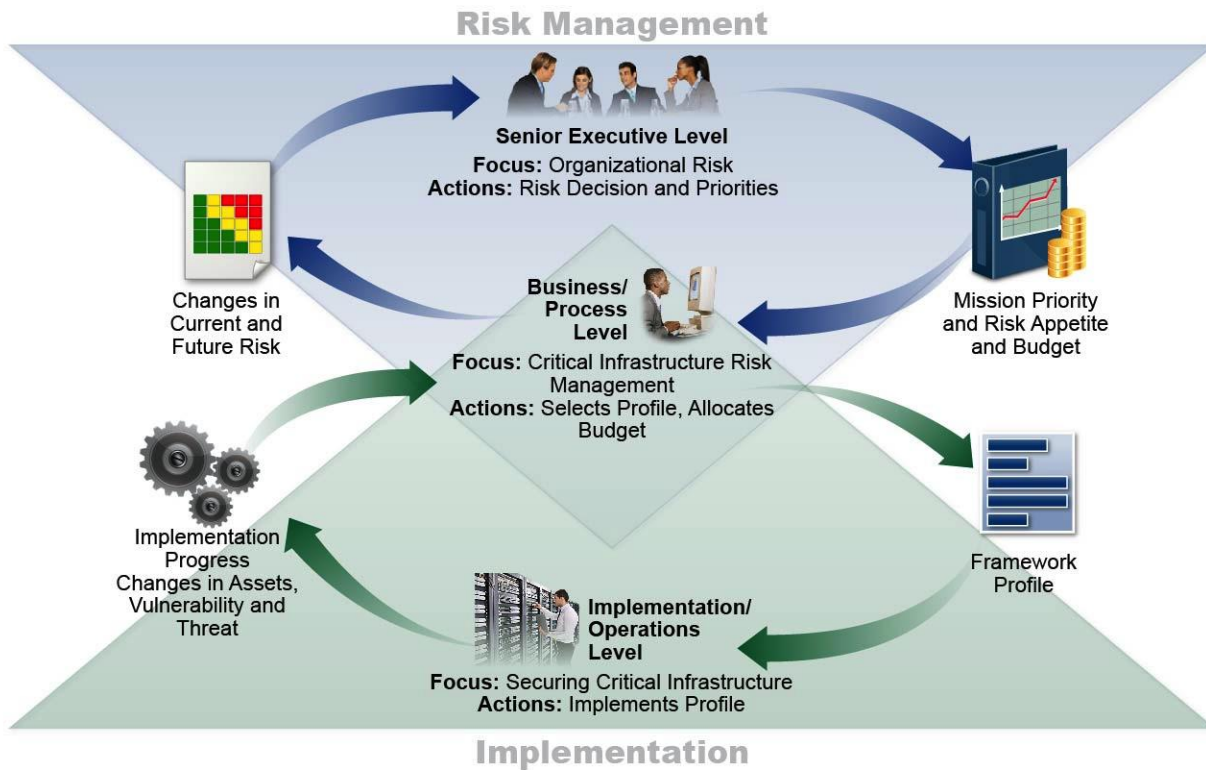 Risk Management
Senior Executive Level
Focus: Organizational Risk
Actions: Risk Decision and Priorities
Changes in
Current and
Future Risk
Mission Priority
and Risk Appetite
and Budget
Business/
Process
Level
Focus: Critical Infrastructure Risk
Management
Actions: Selects Profile, Allocates
Budget
Implementation
Progress
Changes in Assets,
Vulnerability and
Threat
Framework
Profile
Implementation/
Operations
Level
Focus: Securing Critical Infrastructure
Actions: Implements Profile
Implementation